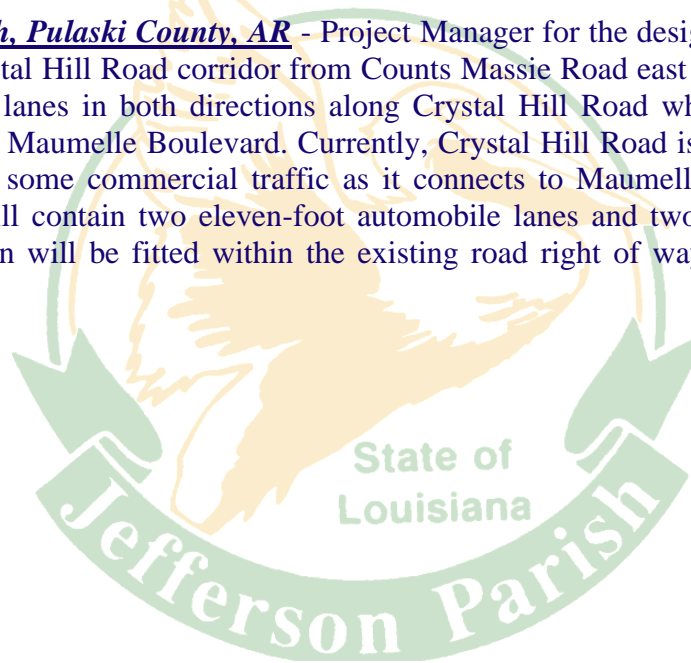 h, Pulaski County, AR - Project Manager for the desig
tal Hill Road corridor from Counts Massie Road east
lanes in both directions along Crystal Hill Road wh
Maumelle Boulevard. Currently, Crystal Hill Road is
some commercial traffic as it connects to Maumell
ll contain two eleven-foot automobile lanes and two
n will be fitted within the existing road right of way
State of
Louisiana
Jefferson Parish